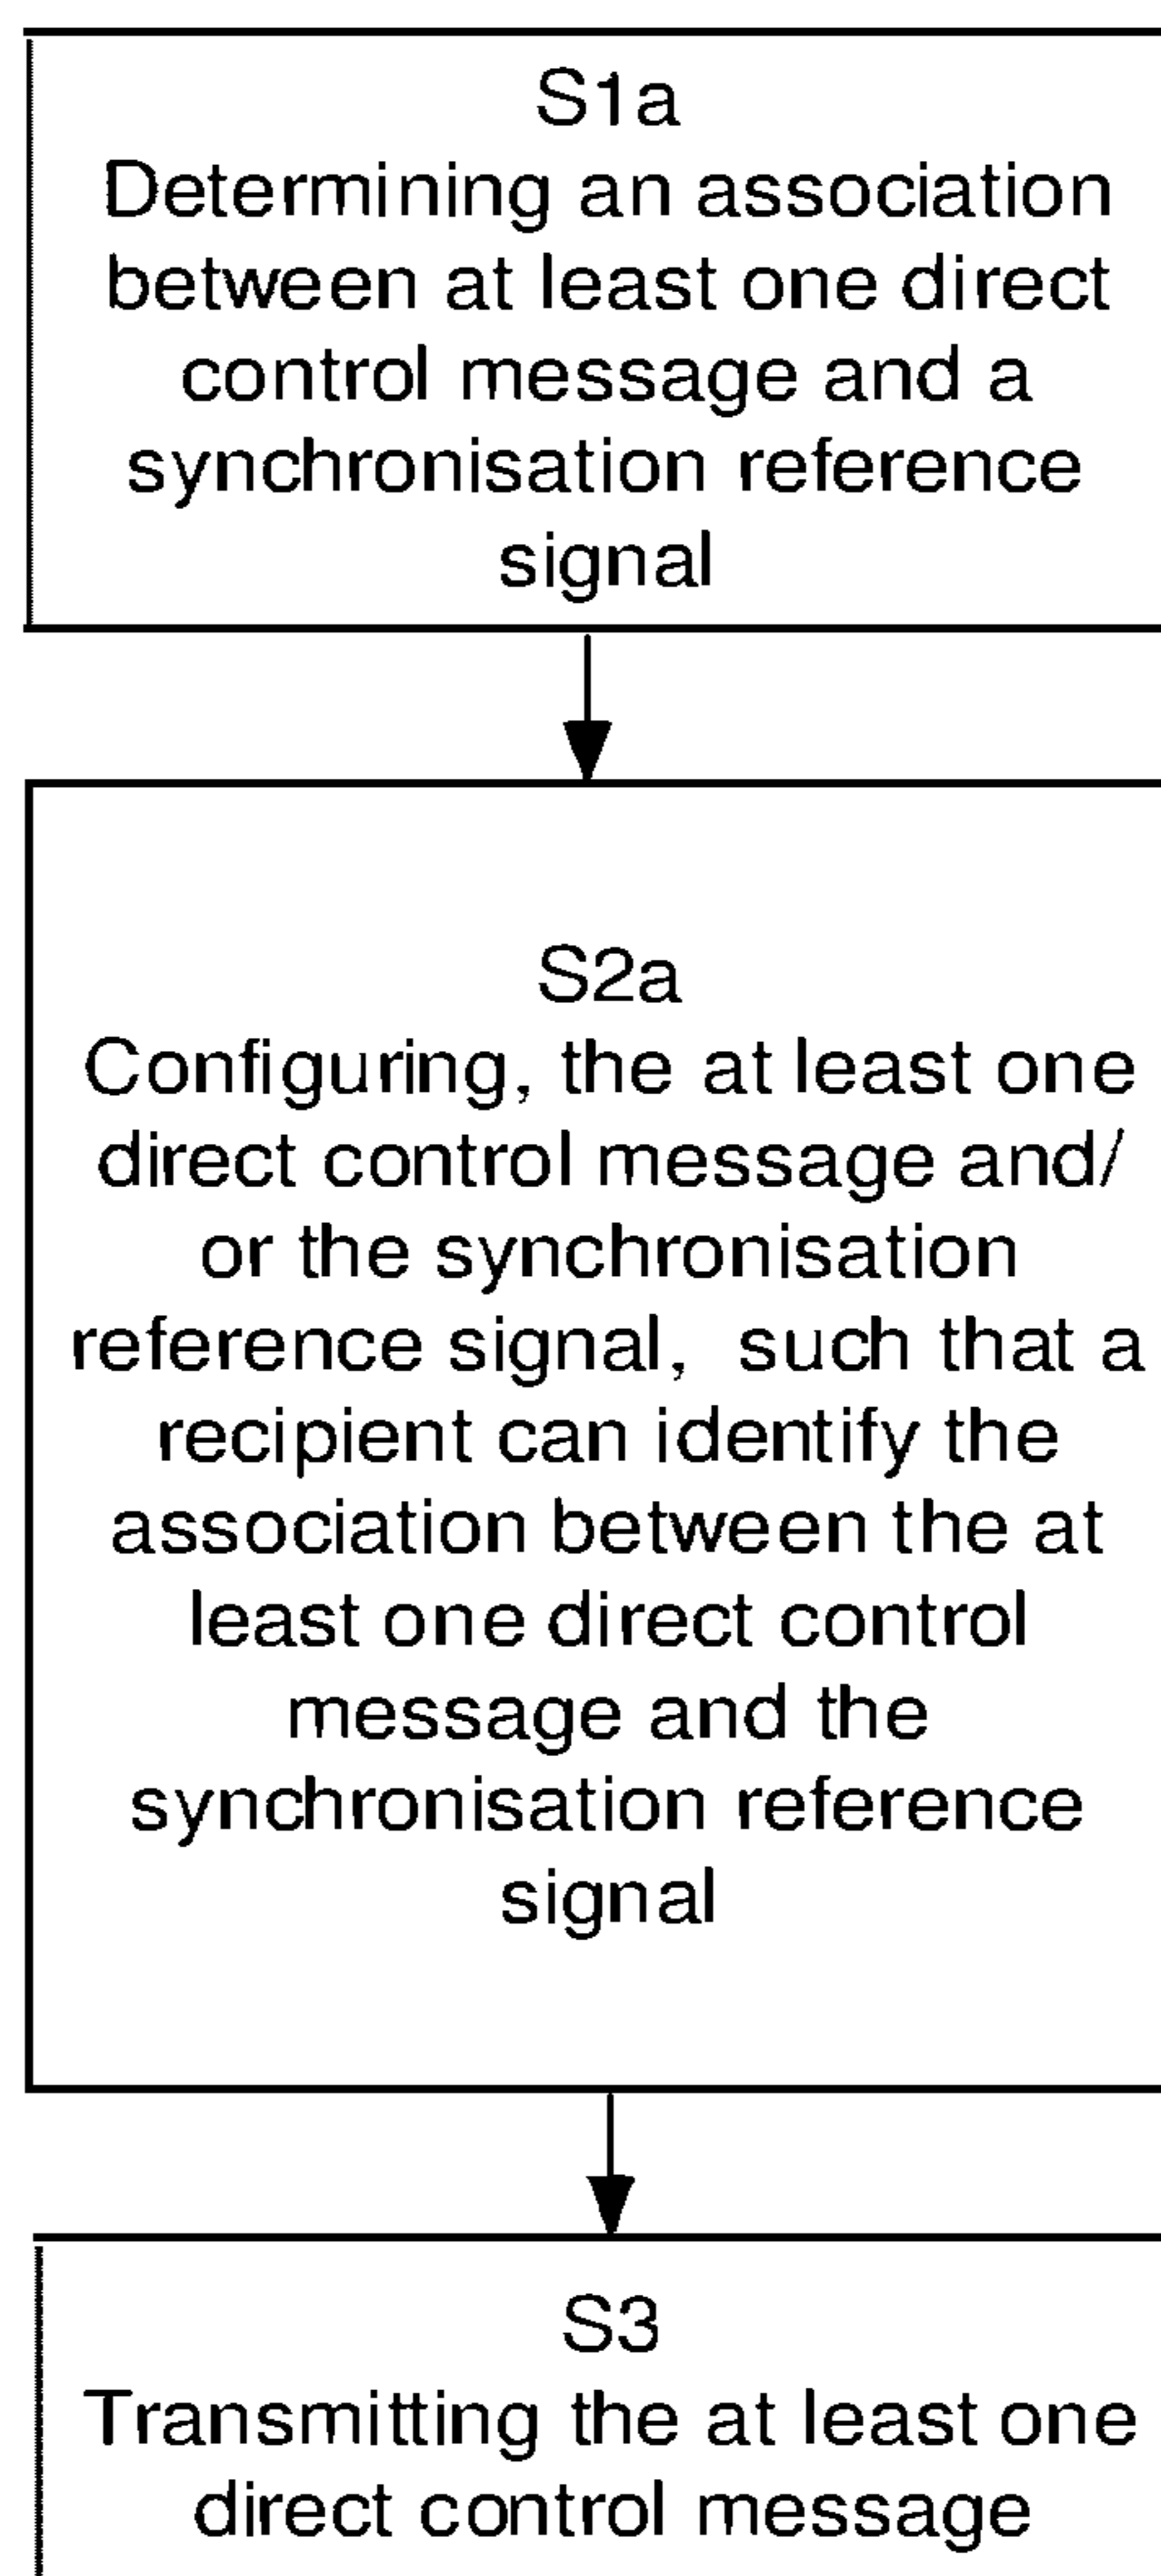 S1a
Determining an association
between at least one direct
control message and a
synchronisation reference
signal
S2a
Configuring, the at least one
direct control message and/
or the synchronisation
reference signal, such that a
recipient can identify the
association between the at
least one direct control
message and the
synchronisation reference
signal
S3
Transmitting the at least one
direct control message